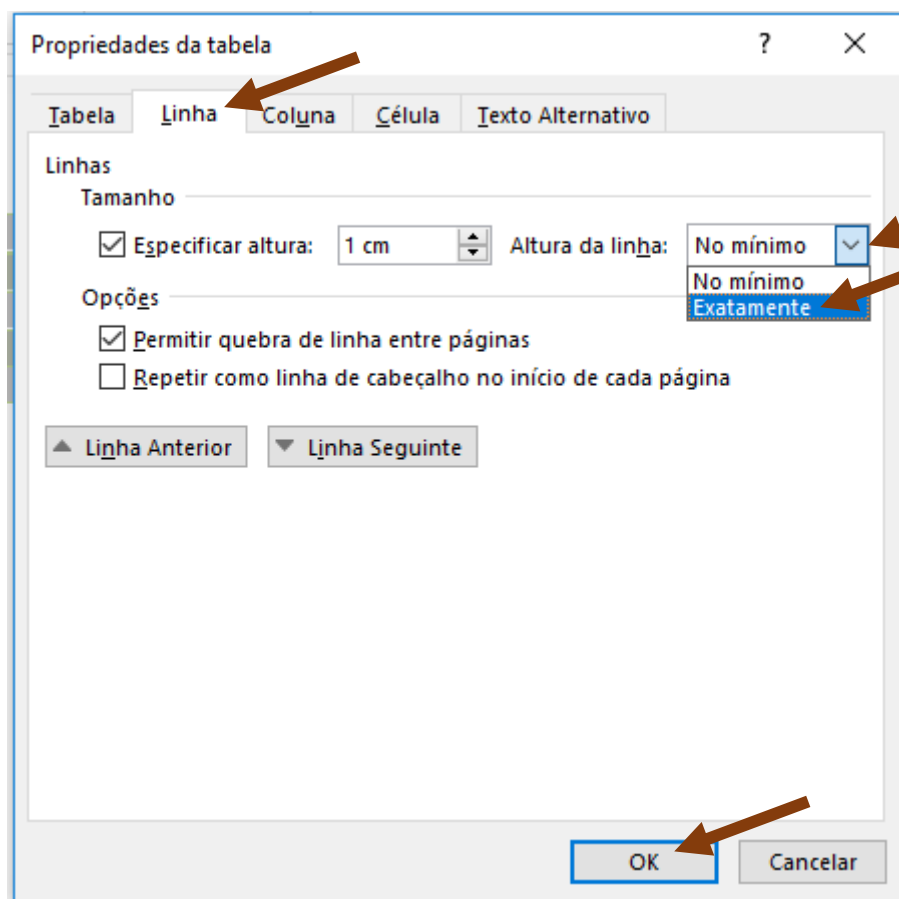 Propriedades da tabela ?
Tabela Linha Coluna Célula Texto Alternativo
Linhas
Tamanho
Especificar altura: 1 cm Altura da linha: No mínimo
No mínimo
Exatamente
Opções
Permitir quebra de linha entre páginas
Repetir como linha de cabeçalho no início de cada página
Linha Anterior Linha Seguinte
OK Cancelar